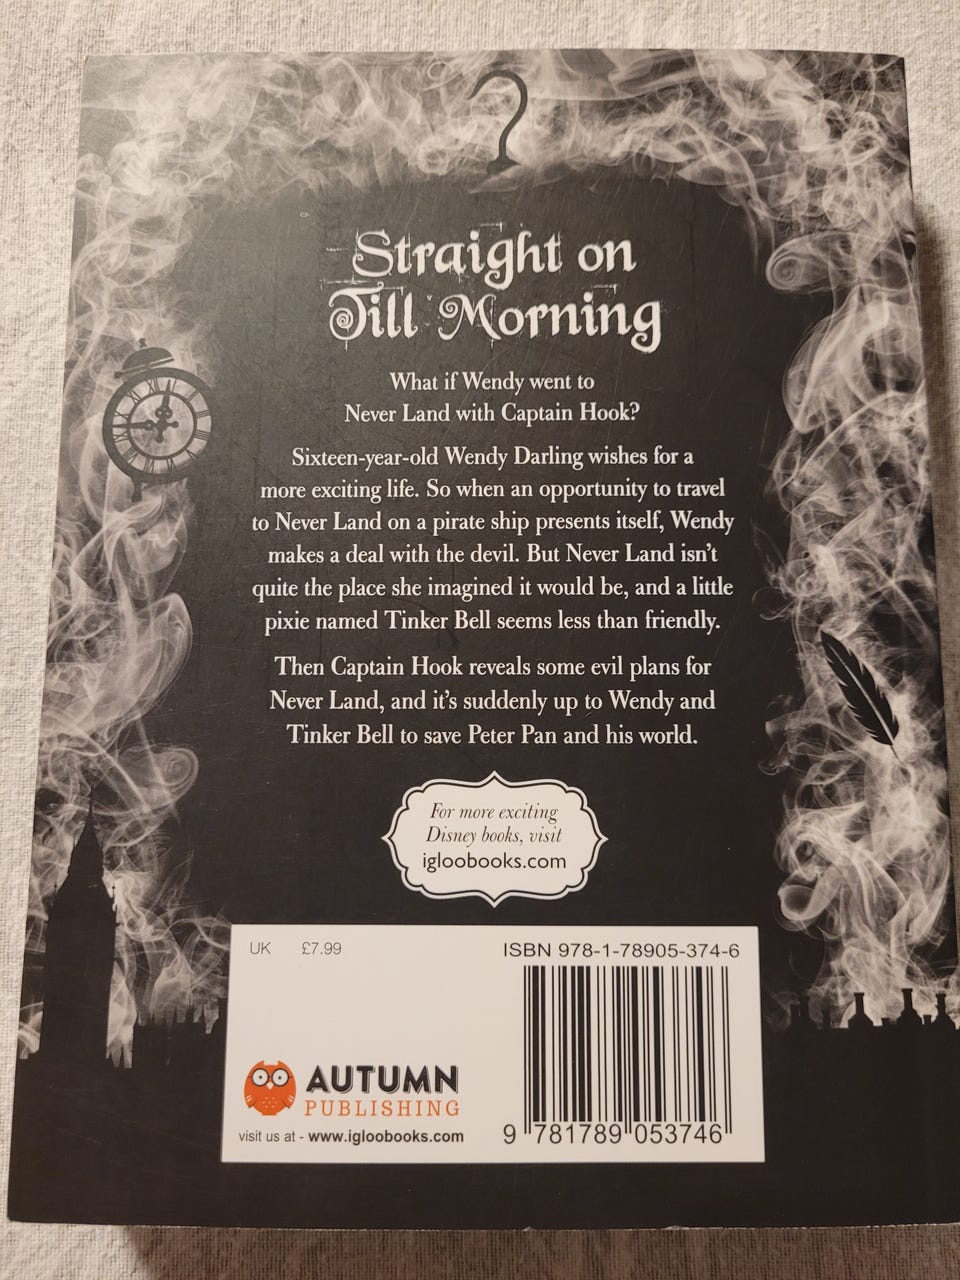 Straight on
Till Morning
What if Wendy went to
Never Land with Captain Hook?
Sixteen-year-old Wendy Darling wishes for a
more exciting life. So when an opportunity to travel
to Never Land on a pirate ship presents itself, Wendy
makes a deal with the devil. But Never Land isn't
quite the place she imagined it would be, and a little
pixie named Tinker Bell seems less than friendly.
Then Captain Hook reveals some evil plans for
Never Land, and it's suddenly up to Wendy and
Tinker Bell to save Peter Pan and his world.
For more exciting
Disney books, visit
igloobooks.com
UK £7.99
ISBN 978-1-78905-374-6
AUTUMN
PUBLISHING
visit us at - www.igloobooks.com
9 781789 053746